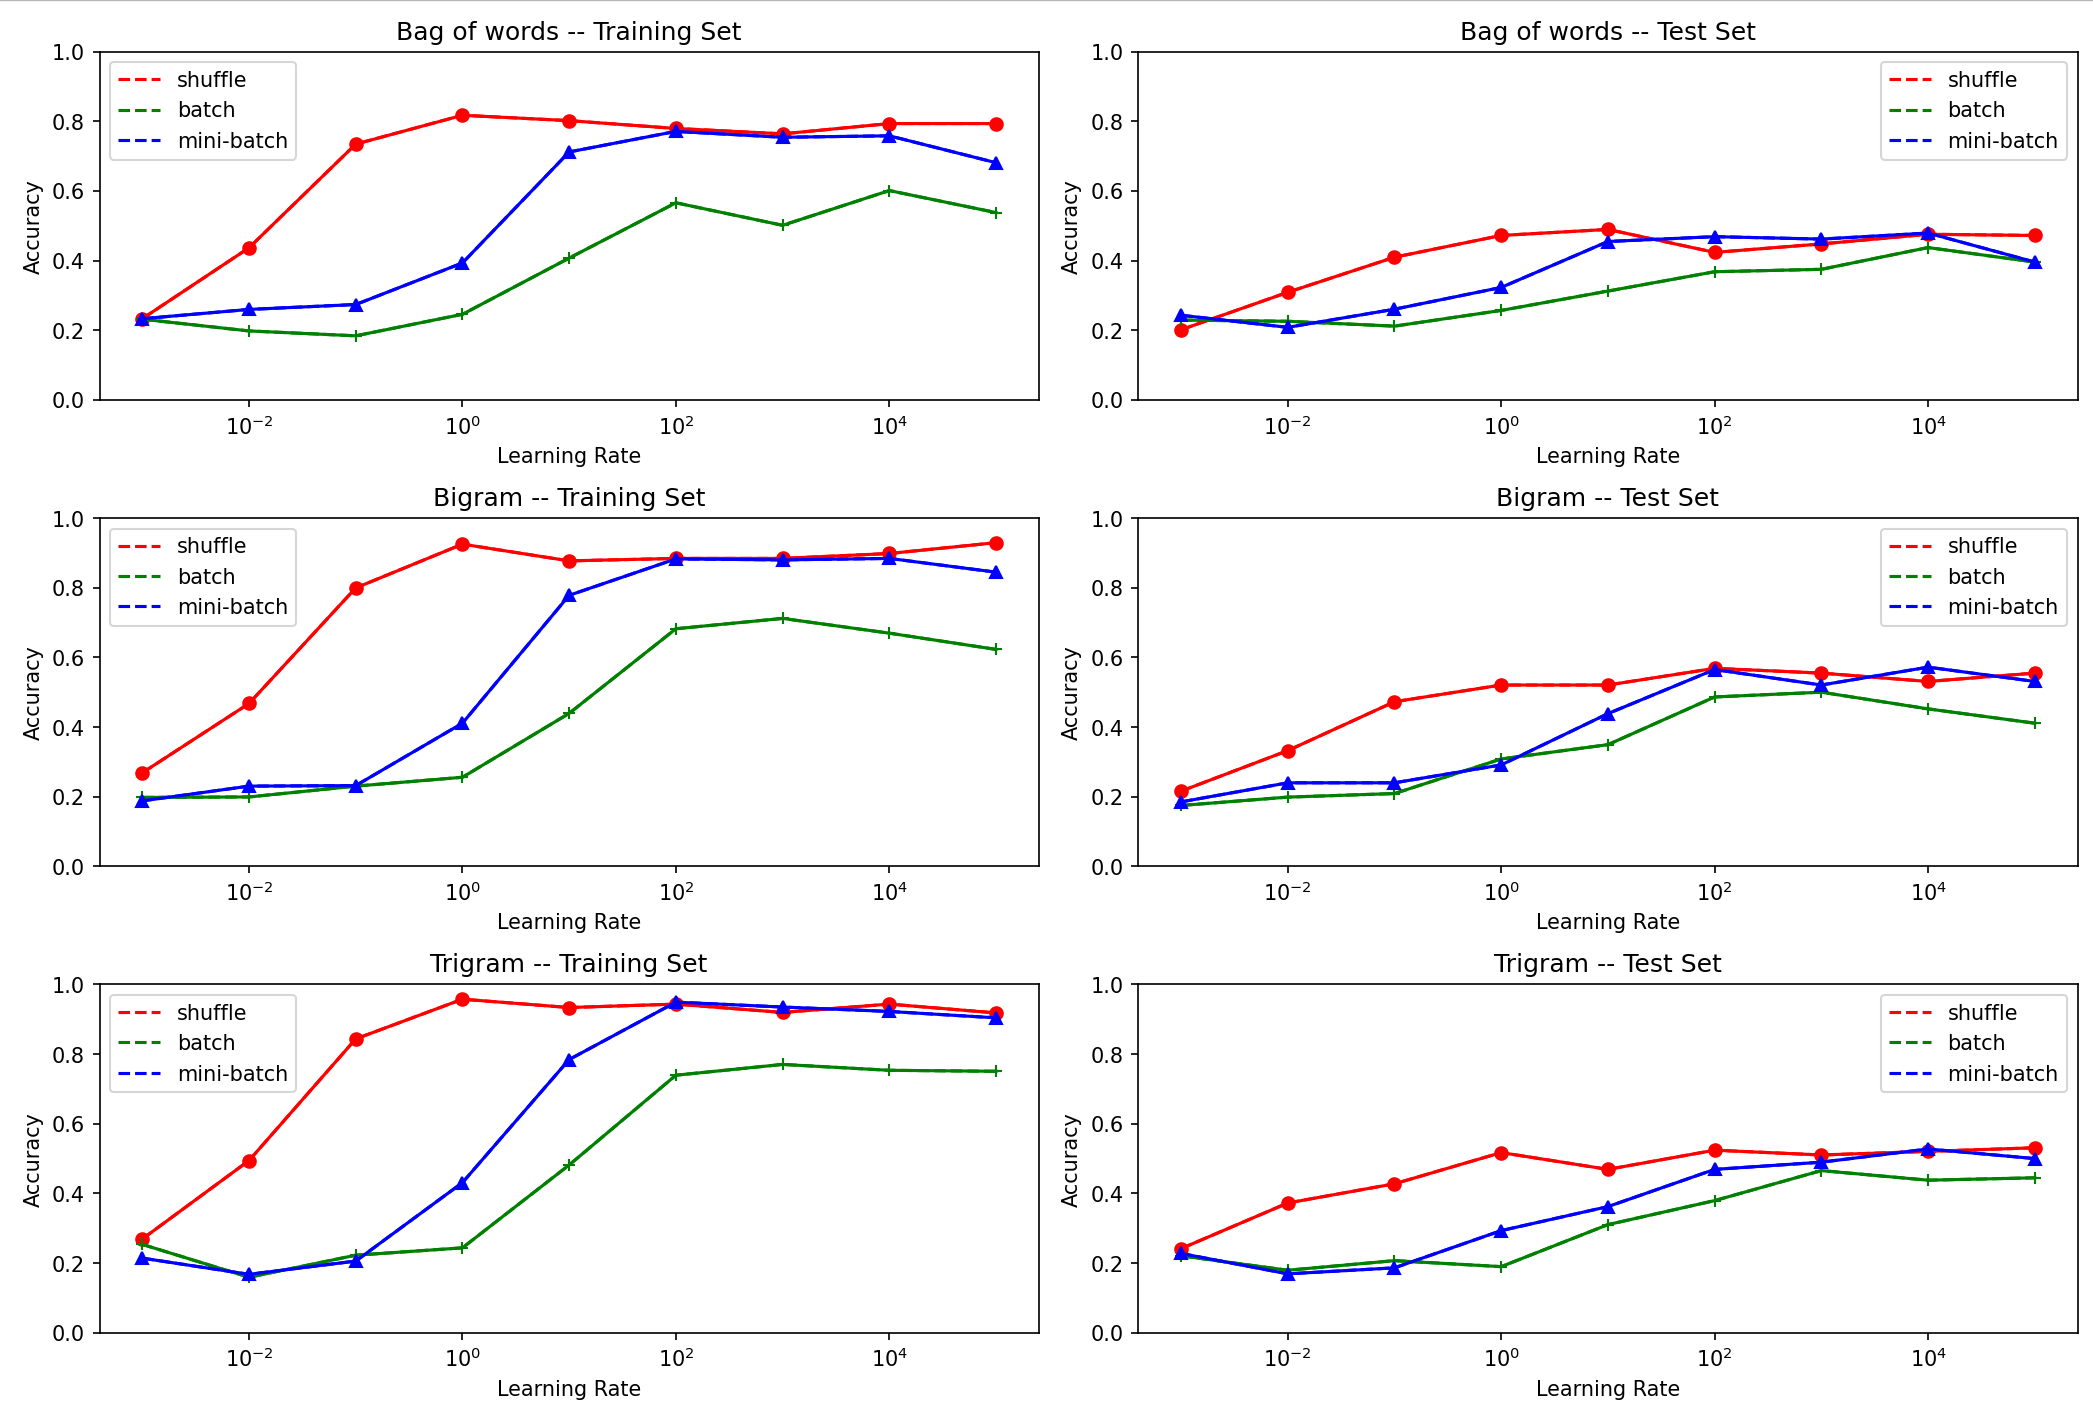 Bag of words -- Training Set
1.0
0.8
0.6
0.4
0.2
0.0
Accuracy
shuffle
batch
mini-batch
10⁻² 10⁰ 10² 10⁴
Learning Rate
Bag of words -- Test Set
1.0
0.8
0.6
0.4
0.2
0.0
Accuracy
shuffle
batch
mini-batch
10⁻² 10⁰ 10² 10⁴
Learning Rate
Bigram -- Training Set
1.0
0.8
0.6
0.4
0.2
0.0
Accuracy
shuffle
batch
mini-batch
10⁻² 10⁰ 10² 10⁴
Learning Rate
Bigram -- Test Set
1.0
0.8
0.6
0.4
0.2
0.0
Accuracy
shuffle
batch
mini-batch
10⁻² 10⁰ 10² 10⁴
Learning Rate
Trigram -- Training Set
1.0
0.8
0.6
0.4
0.2
0.0
Accuracy
shuffle
batch
mini-batch
10⁻² 10⁰ 10² 10⁴
Learning Rate
Trigram -- Test Set
1.0
0.8
0.6
0.4
0.2
0.0
Accuracy
shuffle
batch
mini-batch
10⁻² 10⁰ 10² 10⁴
Learning Rate